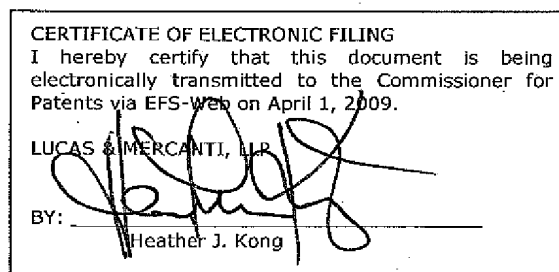 CERTIFICATE OF ELECTRONIC FILING
I hereby certify that this document is being
electronically transmitted to the Commissioner for
Patents via EFS-Web on April 1, 2009.
LUCAS & MERCANTI, LLP
BY:
Heather J. Kong